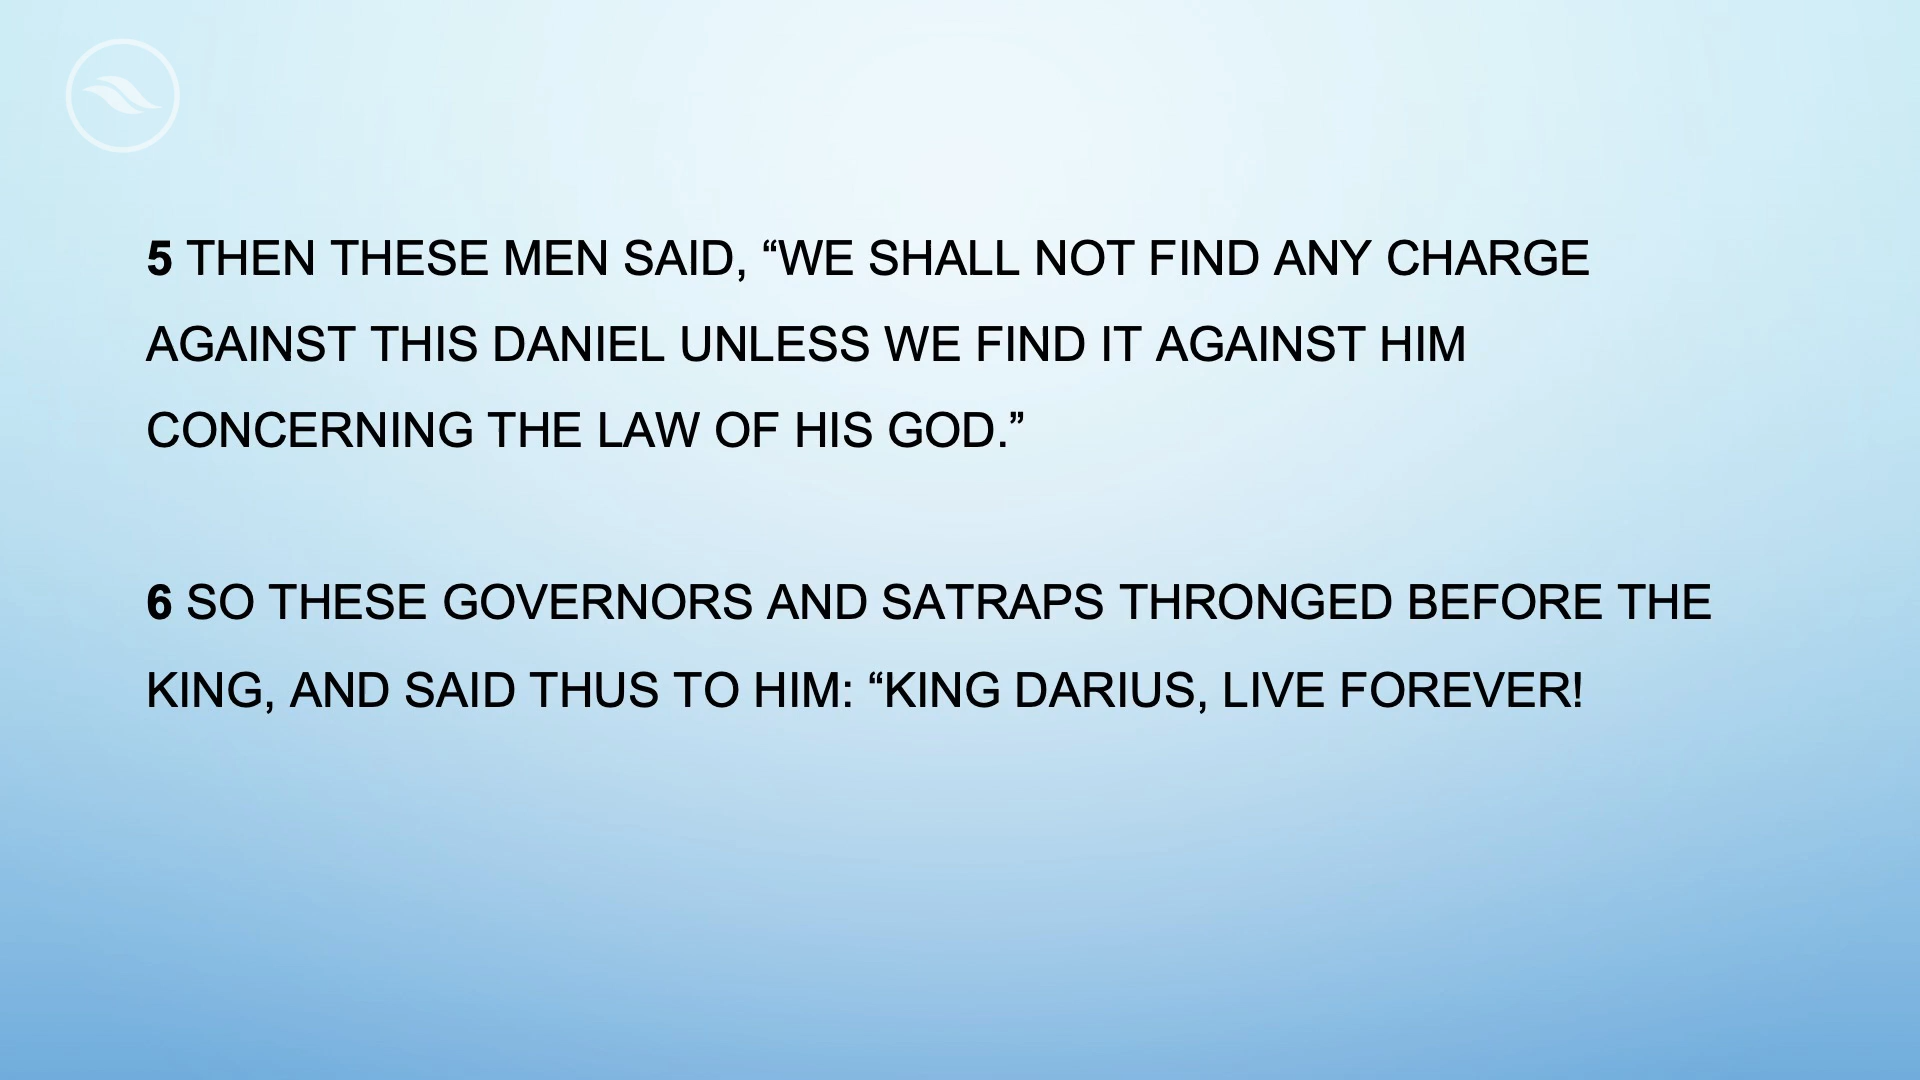 5 THEN THESE MEN SAID, “WE SHALL NOT FIND ANY CHARGE
AGAINST THIS DANIEL UNLESS WE FIND IT AGAINST HIM
CONCERNING THE LAW OF HIS GOD.”
6 SO THESE GOVERNORS AND SATRAPS THRONGED BEFORE THE
KING, AND SAID THUS TO HIM: “KING DARIUS, LIVE FOREVER!